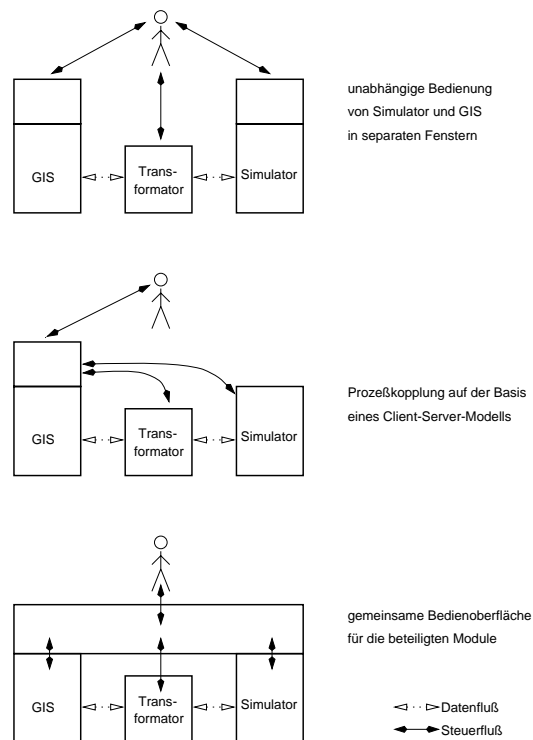 unabhängige Bedienung
von Simulator und GIS
in separaten Fenstern
GIS
Trans-
formator
Simulator
Prozeßkopplung auf der Basis
eines Client-Server-Modells
GIS
Trans-
formator
Simulator
gemeinsame Bedienoberfläche
für die beteiligten Module
GIS
Trans-
formator
Simulator
Datenfluß
Steuerfluß